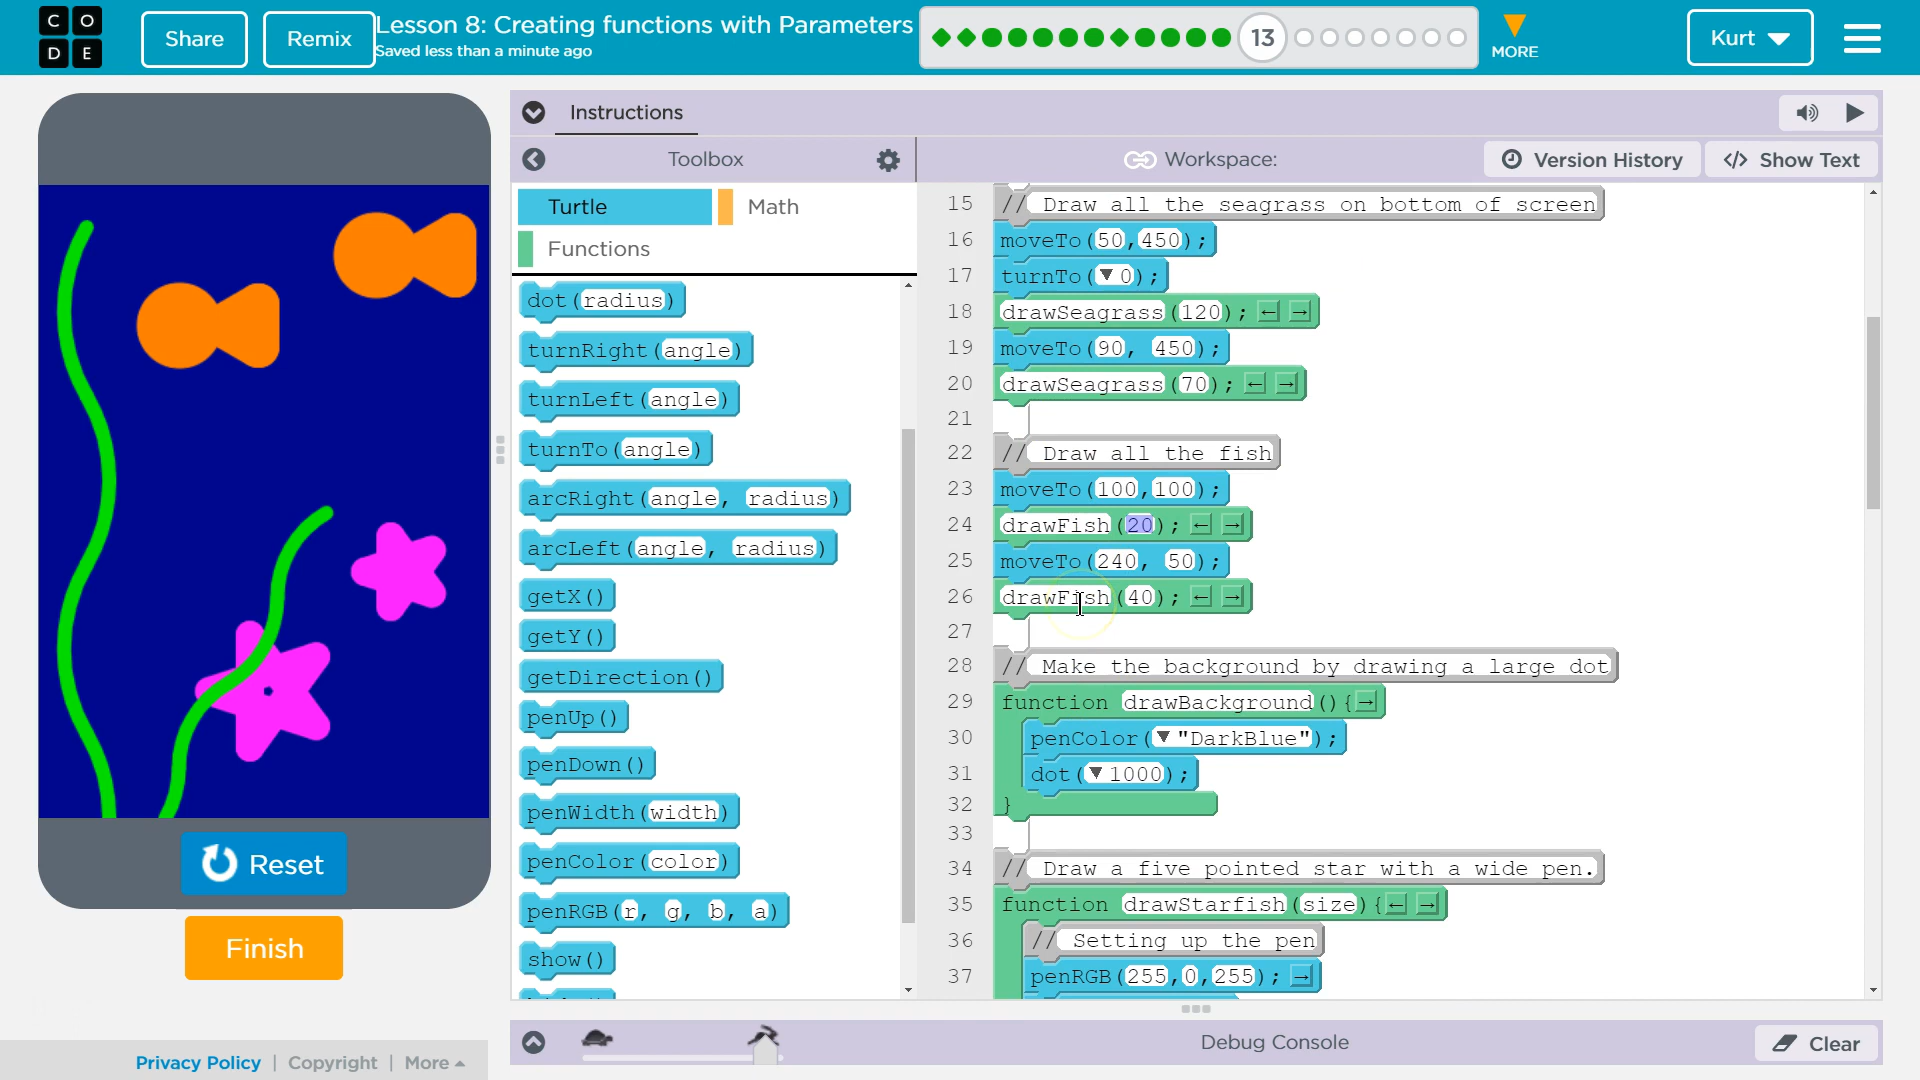 C O
D E
Share
Remix
Lesson 8: Creating functions with Parameters
Saved less than a minute ago
13
MORE
Kurt
Instructions
Toolbox
Workspace:
Version History
</> Show Text
Turtle
Math
Functions
dot(radius)
turnRight(angle)
turnLeft(angle)
turnTo(angle)
arcRight(angle, radius)
arcLeft(angle, radius)
getX()
getY()
getDirection()
penUp()
penDown()
penWidth(width)
penColor(color)
penRGB(r, g, b, a)
show()
15 // Draw all the seagrass on bottom of screen
16 moveTo(50,450);
17 turnTo(▼0);
18 drawSeagrass(120); ← →
19 moveTo(90, 450);
20 drawSeagrass(70); ← →
21
22 // Draw all the fish
23 moveTo(100,100);
24 drawFish(20); ← →
25 moveTo(240, 50);
26 drawFish(40); ← →
27
28 // Make the background by drawing a large dot
29 function drawBackground(){→
30 penColor(▼"DarkBlue");
31 dot(▼1000);
32 }
33
34 // Draw a five pointed star with a wide pen.
35 function drawStarfish(size){← →
36 // Setting up the pen
37 penRGB(255,0,255); →
Reset
Finish
Debug Console
Clear
Privacy Policy | Copyright | More